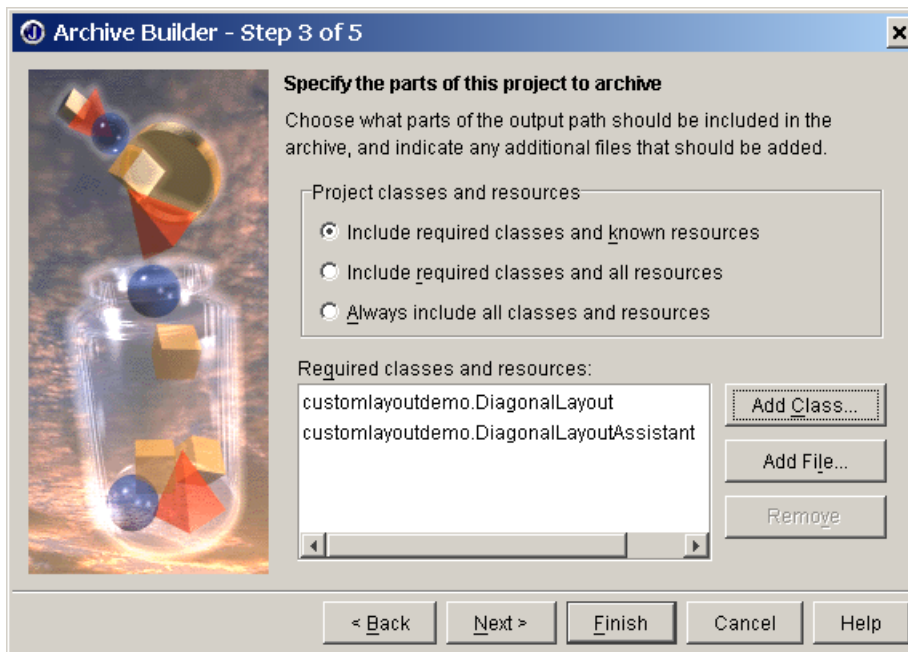 Archive Builder - Step 3 of 5
Specify the parts of this project to archive
Choose what parts of the output path should be included in the
archive, and indicate any additional files that should be added.
Project classes and resources
Include required classes and known resources
Include required classes and all resources
Always include all classes and resources
Required classes and resources:
customlayoutdemo.DiagonalLayout
customlayoutdemo.DiagonalLayoutAssistant
Add Class...
Add File...
Remove
< Back
Next >
Finish
Cancel
Help